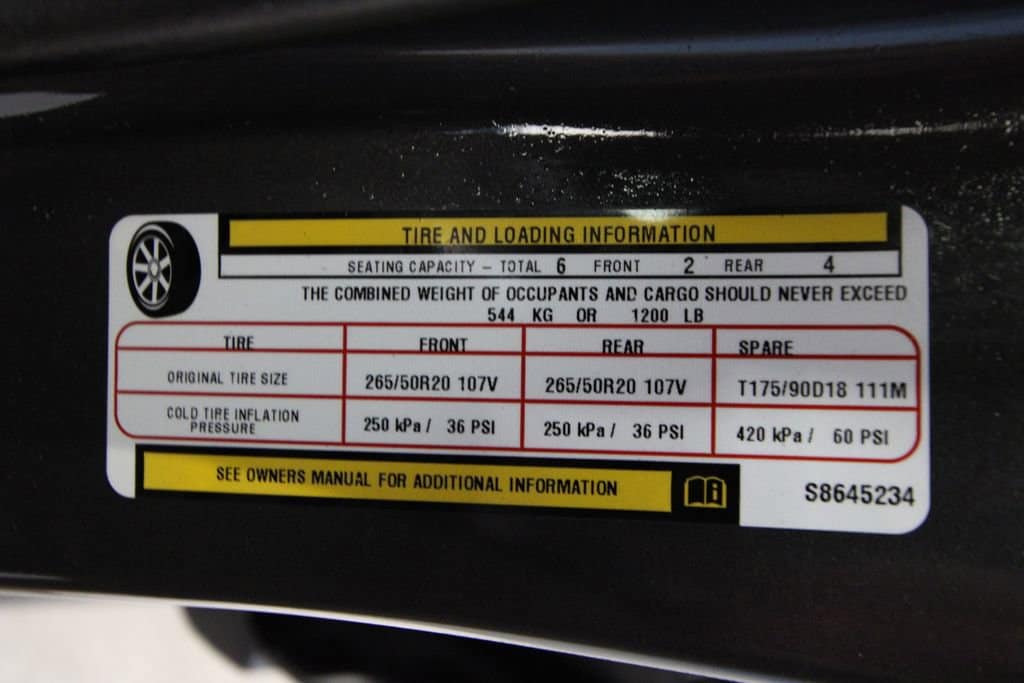 TIRE AND LOADING INFORMATION
SEATING CAPACITY – TOTAL 6 FRONT 2 REAR 4
THE COMBINED WEIGHT OF OCCUPANTS AND CARGO SHOULD NEVER EXCEED
544 KG OR 1200 LB
TIRE FRONT REAR SPARE
ORIGINAL TIRE SIZE 265/50R20 107V 265/50R20 107V T175/90D18 111M
COLD TIRE INFLATION
PRESSURE 250 kPa / 36 PSI 250 kPa / 36 PSI 420 kPa / 60 PSI
SEE OWNERS MANUAL FOR ADDITIONAL INFORMATION
S8645234